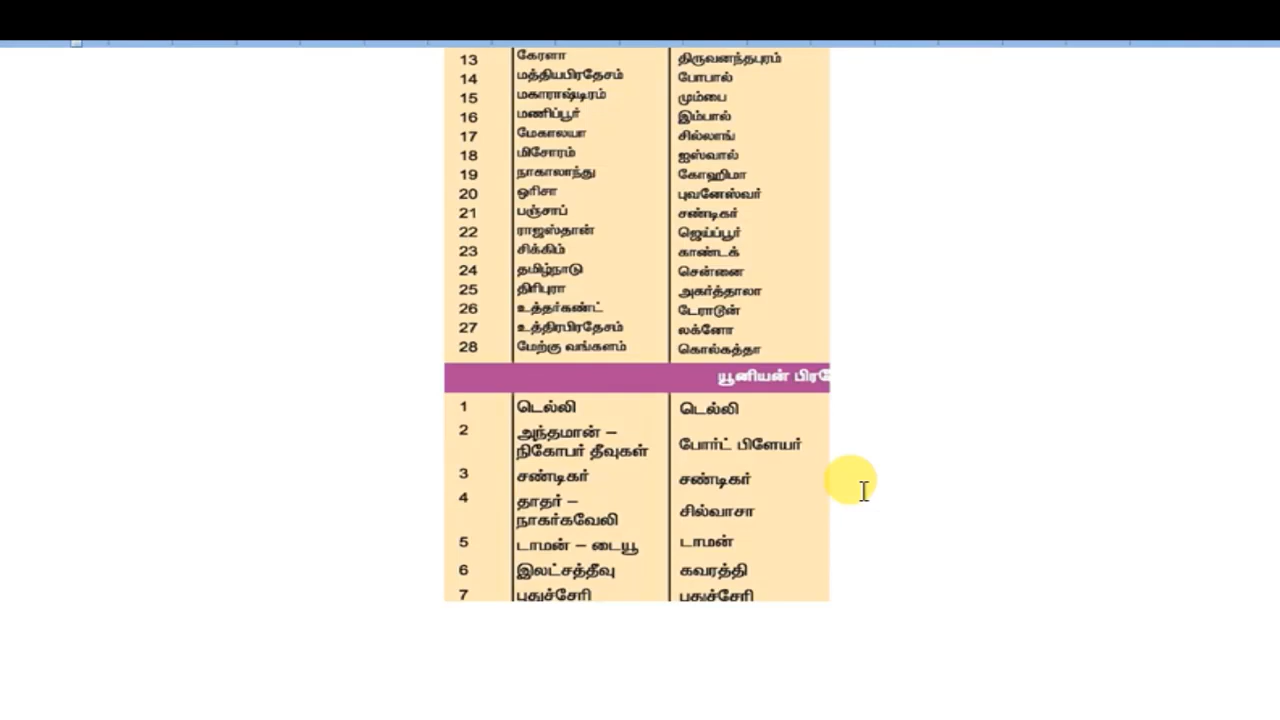 13 கேரளா திருவனந்தபுரம்
14 மத்தியபிரதேசம் போபால்
15 மகாராஷ்டிரம் மும்பை
16 மணிப்பூர் இம்பால்
17 மேகாலயா சில்லாங்
18 மிசோரம் ஐஸ்வால்
19 நாகாலாந்து கோஹிமா
20 ஒரிசா புவனேஸ்வர்
21 பஞ்சாப் சண்டிகர்
22 ராஜஸ்தான் ஜெய்ப்பூர்
23 சிக்கிம் காண்டக்
24 தமிழ்நாடு சென்னை
25 திரிபுரா அகர்த்தாலா
26 உத்தர்கண்ட் டேராடூன்
27 உத்திரபிரதேசம் லக்னோ
28 மேற்கு வங்களம் கொல்கத்தா
யூனியன் பிரதே
1 டெல்லி டெல்லி
2 அந்தமான் –
நிகோபர் தீவுகள் போர்ட் பிளேயர்
3 சண்டிகர் சண்டிகர்
4 தாதர் –
நாகர்கவேலி சில்வாசா
5 டாமன் – டையூ டாமன்
6 இலட்சத்தீவு கவரத்தி
7 புதுச்சேரி புதுச்சேரி